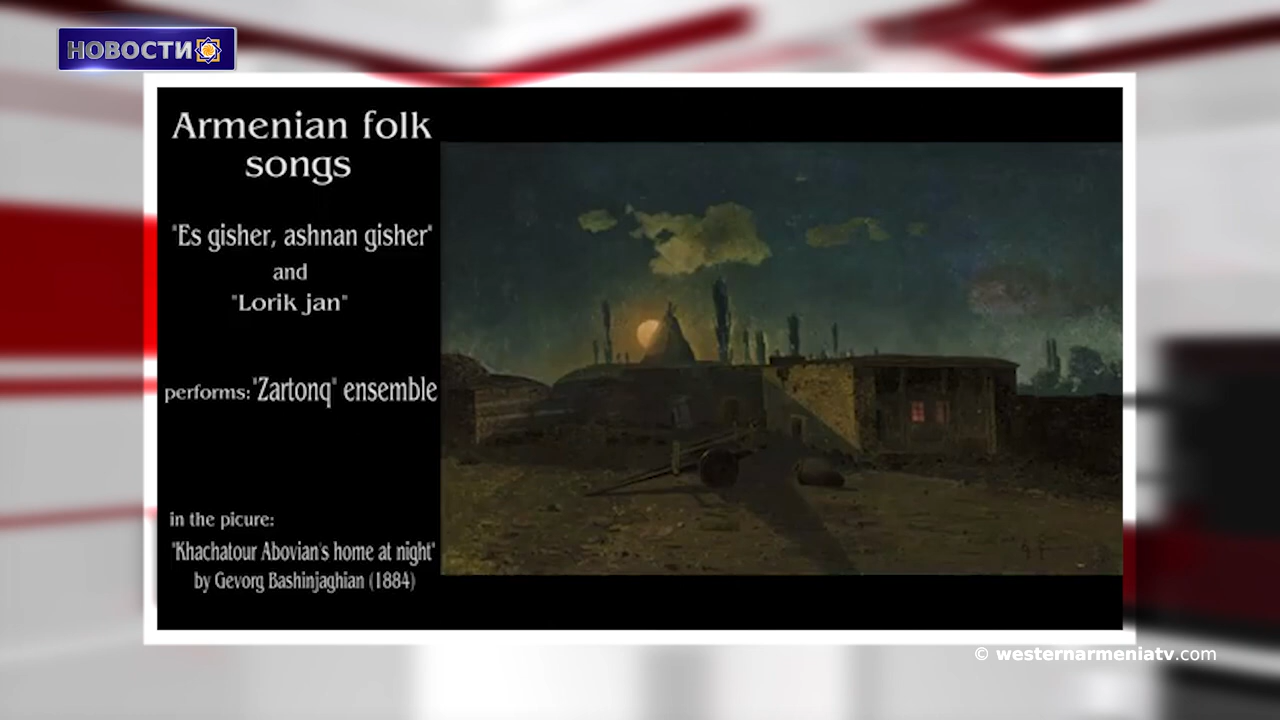 НОВОСТИ
Armenian folk
songs
"Es gisher, ashnan gisher"
and
"Lorik jan"
performs: "Zartonq" ensemble
in the picure:
"Khachatour Abovian's home at night"
by Gevorg Bashinjaghian (1884)
© westernarmeniatv.com